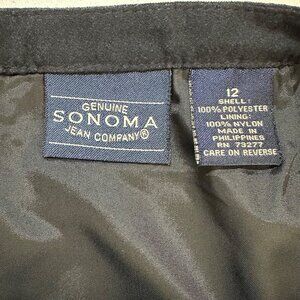 GENUINE
SONOMA
JEAN COMPANY®
12
SHELL:
100% POLYESTER
LINING:
100% NYLON
MADE IN
PHILIPPINES
RN 73277
CARE ON REVERSE